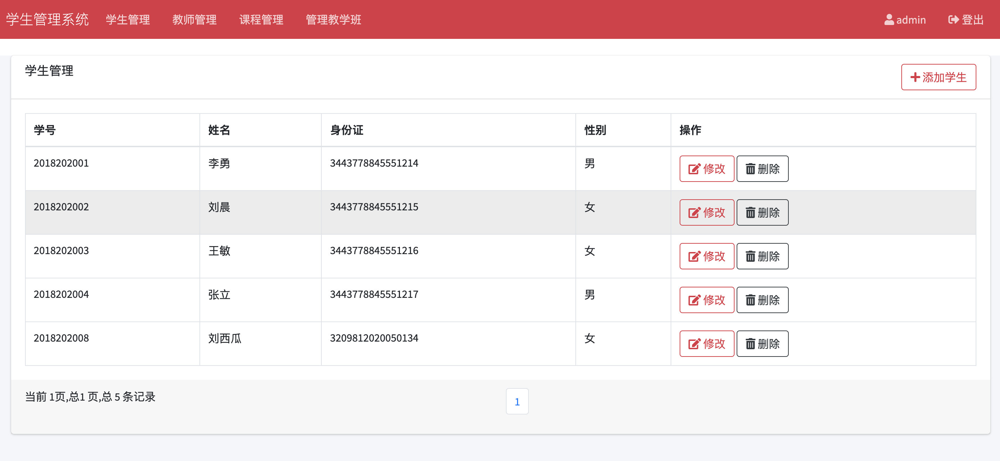 学生管理系统 学生管理 教师管理 课程管理 管理教学班 admin 登出
学生管理 添加学生
学号 姓名 身份证 性别 操作
2018202001 李勇 3443778845551214 男 修改 删除
2018202002 刘晨 3443778845551215 女 修改 删除
2018202003 王敏 3443778845551216 女 修改 删除
2018202004 张立 3443778845551217 男 修改 删除
2018202008 刘西瓜 3209812020050134 女 修改 删除
当前 1页,总1 页,总 5 条记录 1